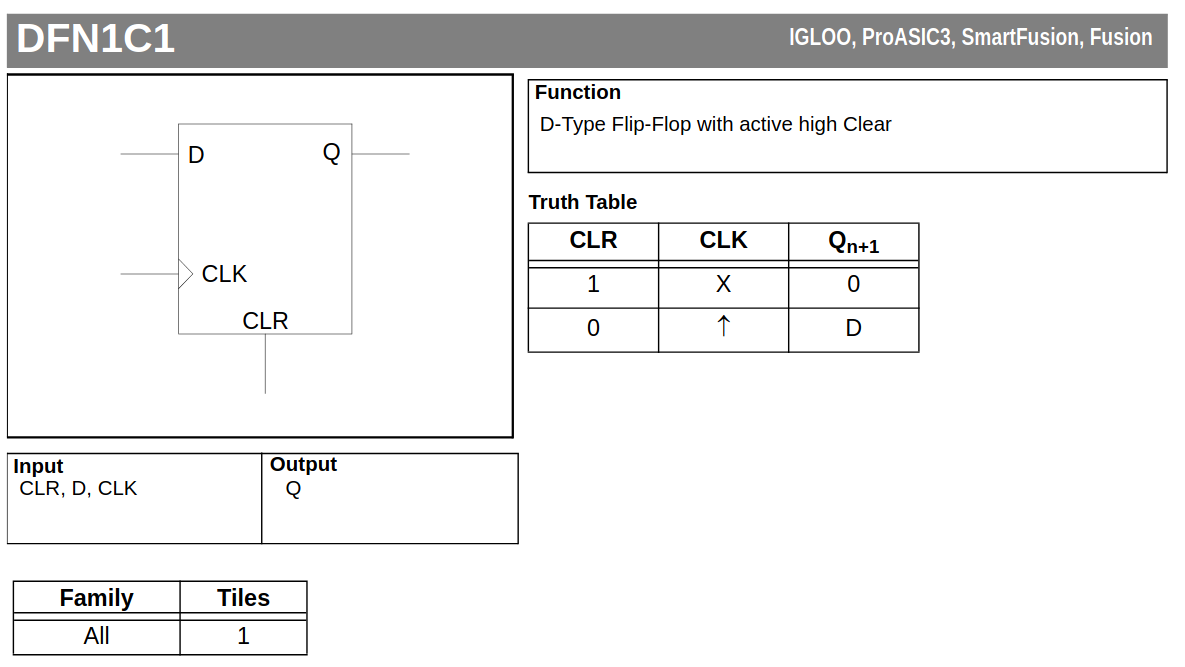 DFN1C1
IGLOO, ProASIC3, SmartFusion, Fusion
D
Q
CLK
CLR
Function
D-Type Flip-Flop with active high Clear
Truth Table
CLR CLK Qn+1
1 X 0
0 ↑ D
Input
CLR, D, CLK
Output
Q
Family Tiles
All 1